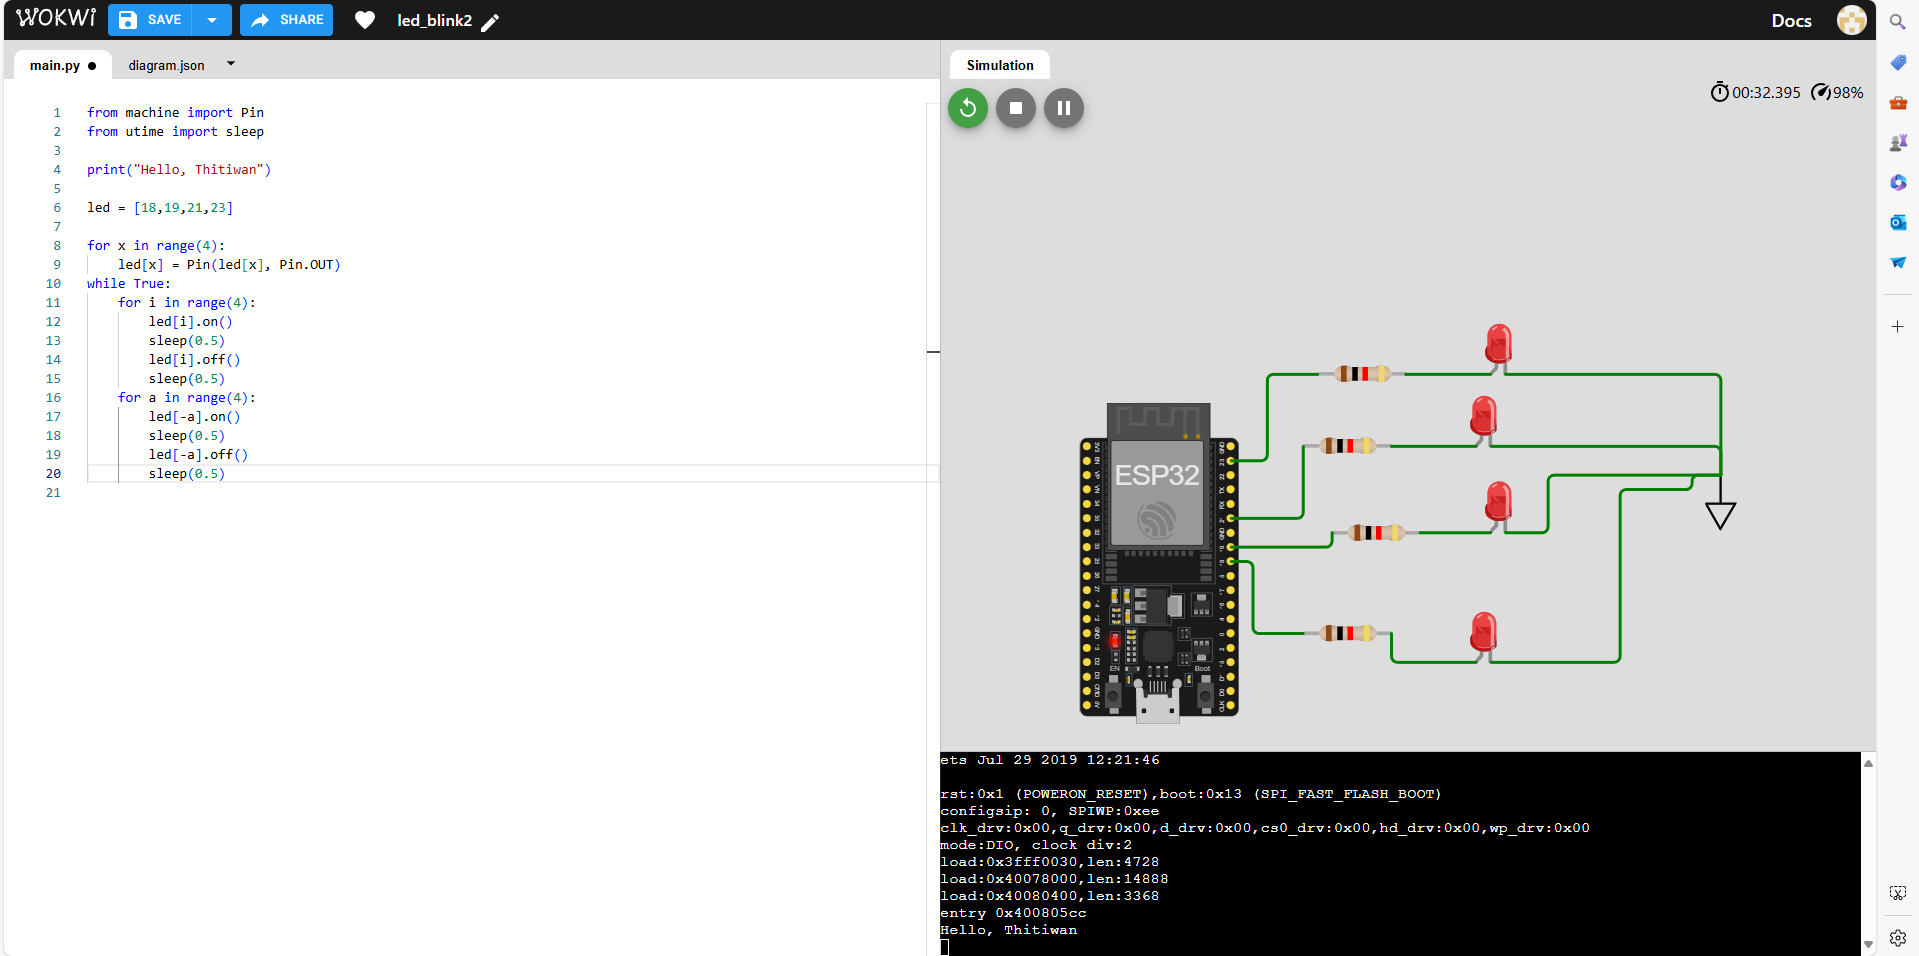 WOKWi SAVE SHARE led_blink2 Docs
main.py diagram.json
Simulation
00:32.395 98%
1 from machine import Pin
2 from utime import sleep
3
4 print("Hello, Thitiwan")
5
6 led = [18,19,21,23]
7
8 for x in range(4):
9 led[x] = Pin(led[x], Pin.OUT)
10 while True:
11 for i in range(4):
12 led[i].on()
13 sleep(0.5)
14 led[i].off()
15 sleep(0.5)
16 for a in range(4):
17 led[-a].on()
18 sleep(0.5)
19 led[-a].off()
20 sleep(0.5)
21
ESP32
EN Boot
ets Jul 29 2019 12:21:46
rst:0x1 (POWERON_RESET),boot:0x13 (SPI_FAST_FLASH_BOOT)
configsip: 0, SPIWP:0xee
clk_drv:0x00,q_drv:0x00,d_drv:0x00,cs0_drv:0x00,hd_drv:0x00,wp_drv:0x00
mode:DIO, clock div:2
load:0x3fff0030,len:4728
load:0x40078000,len:14888
load:0x40080400,len:3368
entry 0x400805cc
Hello, Thitiwan